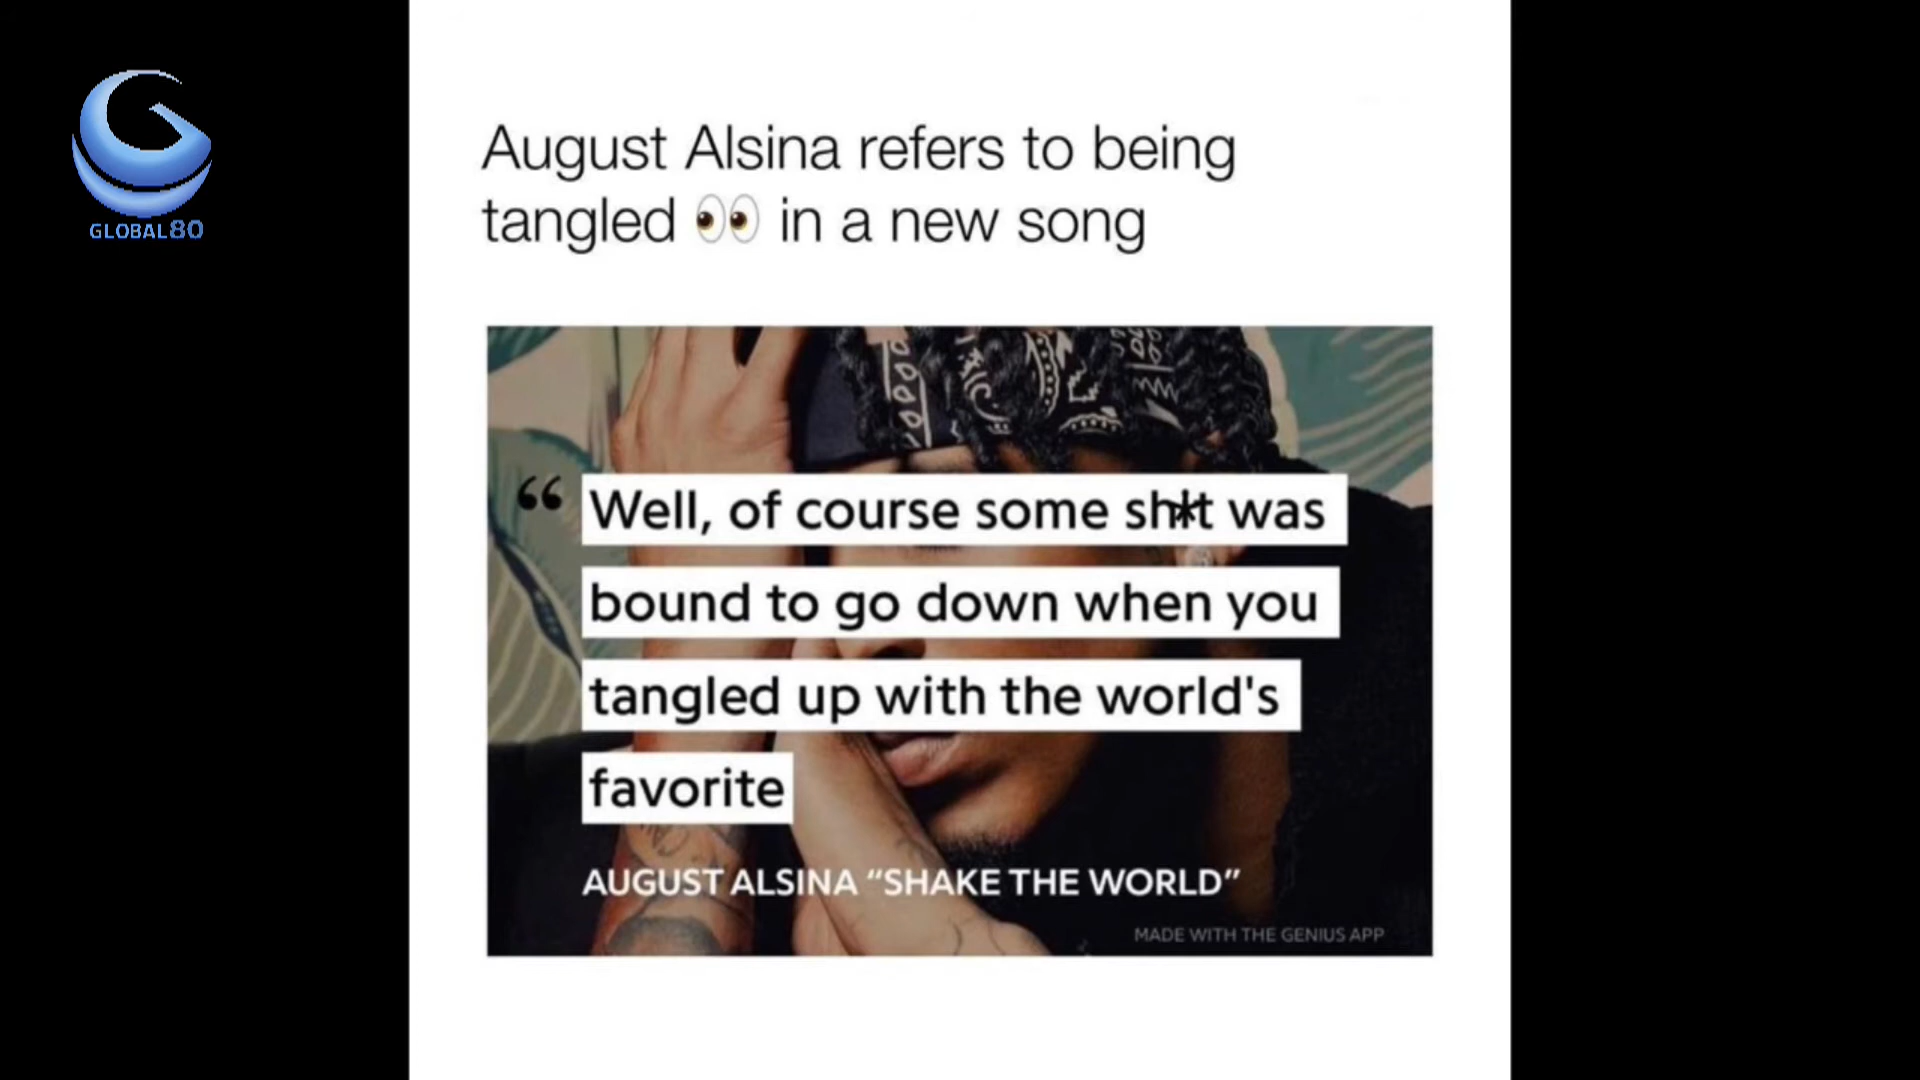 GLOBAL80
August Alsina refers to being
tangled 👀 in a new song
“ Well, of course some sh*t was
bound to go down when you
tangled up with the world's
favorite
AUGUST ALSINA “SHAKE THE WORLD”
MADE WITH THE GENIUS APP